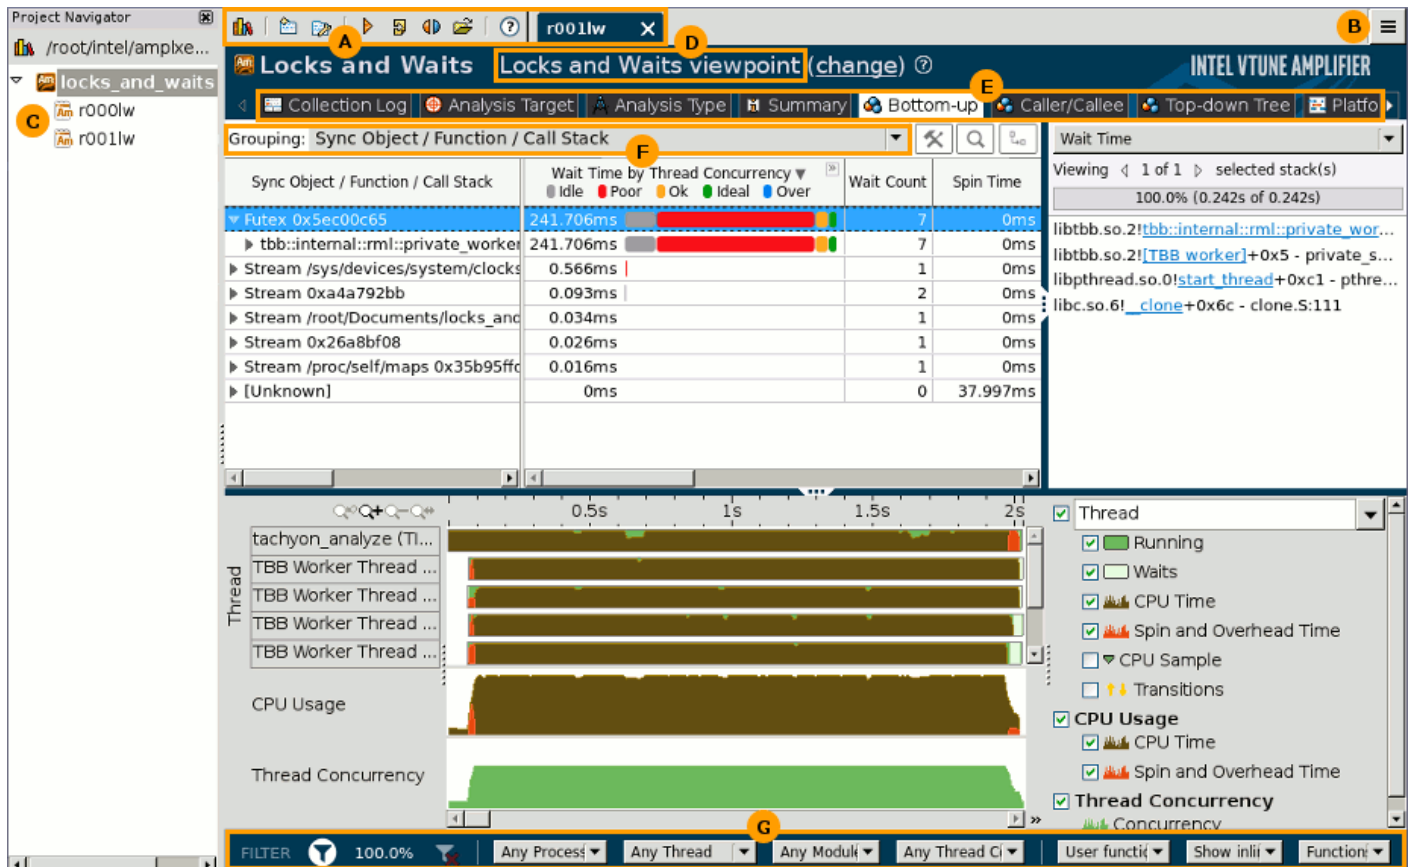 Project Navigator
/root/intel/amplxe...
locks_and_waits
r000lw
r001lw
C
A
r001lw
B
D
Am Locks and Waits Locks and Waits viewpoint (change)
INTEL VTUNE AMPLIFIER
E
Collection Log Analysis Target Analysis Type Summary Bottom-up Caller/Callee Top-down Tree Platfo
Grouping: Sync Object / Function / Call Stack
F
Sync Object / Function / Call Stack
Wait Time by Thread Concurrency
Idle Poor Ok Ideal Over
Wait Count
Spin Time
Futex 0x5ec00c65 241.706ms 7 0ms
tbb::internal::rml::private_worker 241.706ms 7 0ms
Stream /sys/devices/system/clocks 0.566ms 1 0ms
Stream 0xa4a792bb 0.093ms 2 0ms
Stream /root/Documents/locks_and 0.034ms 1 0ms
Stream 0x26a8bf08 0.026ms 1 0ms
Stream /proc/self/maps 0x35b95ffc 0.016ms 1 0ms
[Unknown] 0ms 0 37.997ms
Wait Time
Viewing 1 of 1 selected stack(s)
100.0% (0.242s of 0.242s)
libtbb.so.2!tbb::internal::rml::private_wor...
libtbb.so.2![TBB worker]+0x5 - private_s...
libpthread.so.0!start_thread+0xc1 - pthre...
libc.so.6!__clone+0x6c - clone.S:111
0.5s 1s 1.5s 2s
Thread
tachyon_analyze (TI...
TBB Worker Thread ...
TBB Worker Thread ...
TBB Worker Thread ...
TBB Worker Thread ...
CPU Usage
Thread Concurrency
Thread
Running
Waits
CPU Time
Spin and Overhead Time
CPU Sample
Transitions
CPU Usage
CPU Time
Spin and Overhead Time
Thread Concurrency
Concurrency
G
FILTER 100.0% Any Process Any Thread Any Module Any Thread C User functio Show inli Function